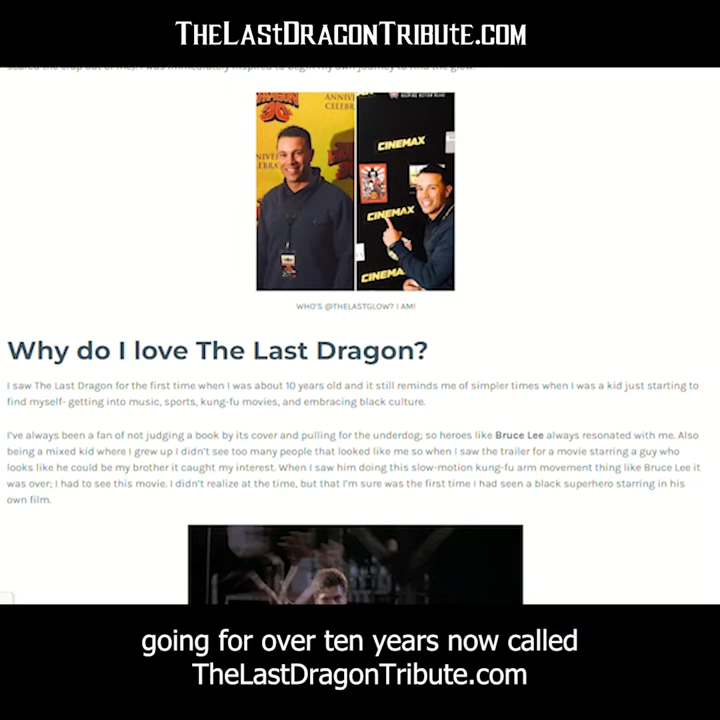 THELASTDRAGONTRIBUTE.COM
ANNIV
CELEBR
CINEMAX
CINEMAX
CINEMA
WHO'S @THELASTGLOW? I AM!
Why do I love The Last Dragon?
I saw The Last Dragon for the first time when I was about 10 years old and it still reminds me of simpler times when I was a kid just starting to
find myself- getting into music, sports, kung-fu movies, and embracing black culture.
I've always been a fan of not judging a book by its cover and pulling for the underdog; so heroes like Bruce Lee always resonated with me. Also
being a mixed kid where I grew up I didn't see too many people that looked like me so when I saw the trailer for a movie starring a guy who
looks like he could be my brother it caught my interest. When I saw him doing this slow-motion kung-fu arm movement thing like Bruce Lee it
was over; I had to see this movie. I didn't realize at the time, but that I'm sure was the first time I had seen a black superhero starring in his
own film.
going for over ten years now called
TheLastDragonTribute.com